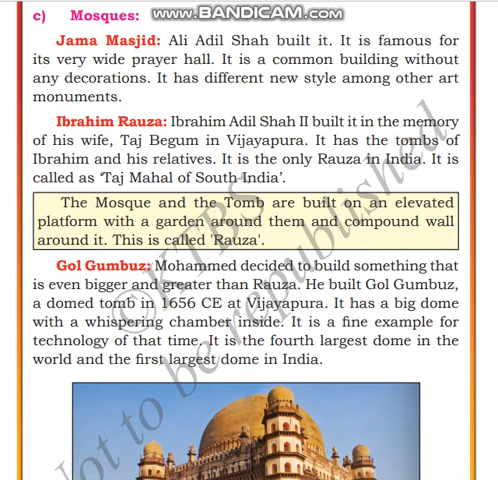 WWW.BANDICAM.COM
c) Mosques:
Jama Masjid: Ali Adil Shah built it. It is famous for
its very wide prayer hall. It is a common building without
any decorations. It has different new style among other art
monuments.
Ibrahim Rauza: Ibrahim Adil Shah II built it in the memory
of his wife, Taj Begum in Vijayapura. It has the tombs of
Ibrahim and his relatives. It is the only Rauza in India. It is
called as ‘Taj Mahal of South India’.
The Mosque and the Tomb are built on an elevated
platform with a garden around them and compound wall
around it. This is called 'Rauza'.
Gol Gumbuz: Mohammed decided to build something that
is even bigger and greater than Rauza. He built Gol Gumbuz,
a domed tomb in 1656 CE at Vijayapura. It has a big dome
with a whispering chamber inside. It is a fine example for
technology of that time. It is the fourth largest dome in the
world and the first largest dome in India.
©KTBS
Not to be republished